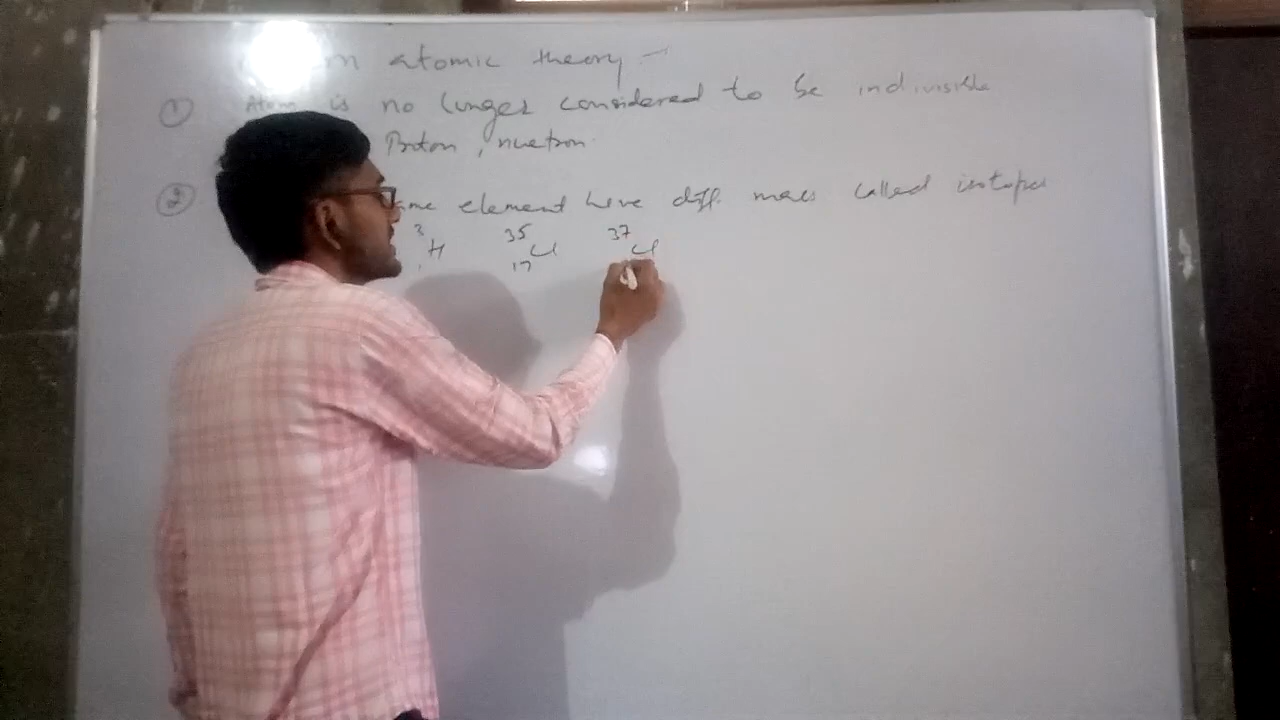 atomic theory -
① Atom is no longer considered to be indivisible
Proton, nuetron.
② element have diff. mass called isotopes
3 H 35 Cl 17 37 Cl